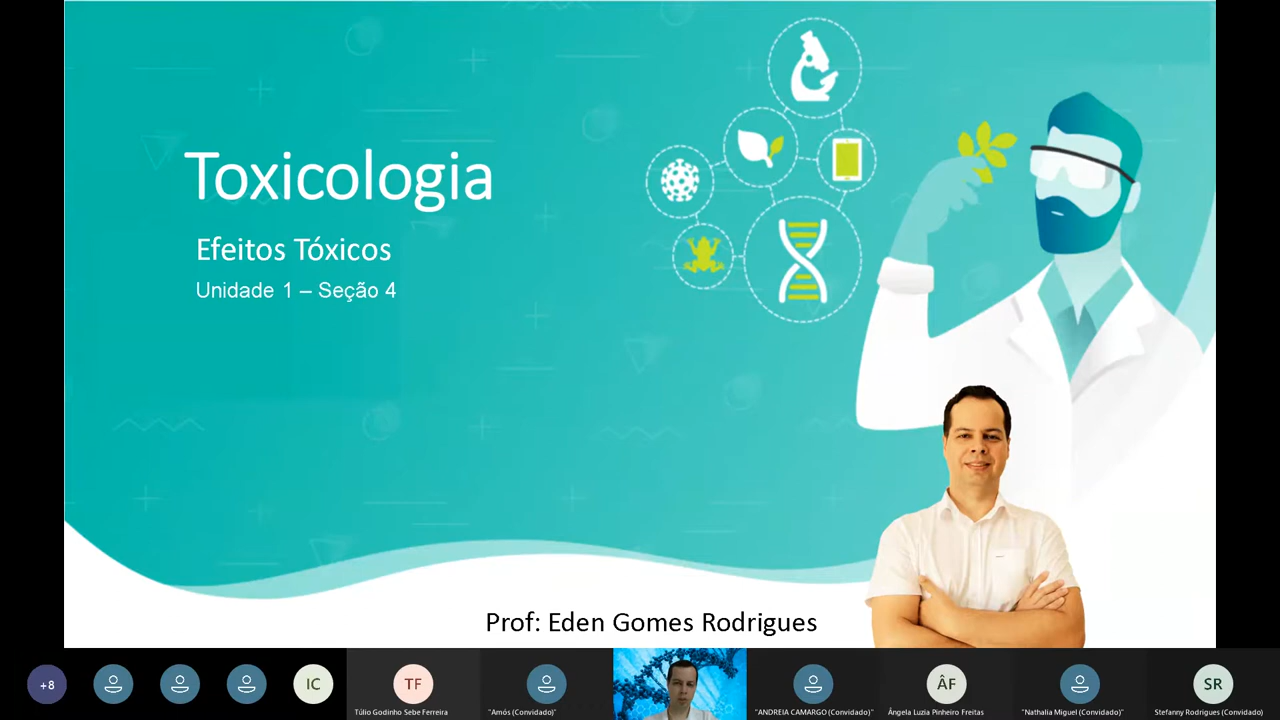 Toxicologia
Efeitos Tóxicos
Unidade 1 – Seção 4
Prof: Eden Gomes Rodrigues
+8
IC
TF
ÂF
SR
Túlio Godinho Sebe Ferreira
"Amós (Convidado)"
"ANDREIA CAMARGO (Convidado)"
Ângela Luzia Pinheiro Freitas
"Nathalia Miguel (Convidado)"
Stefanny Rodrigues (Convidado)